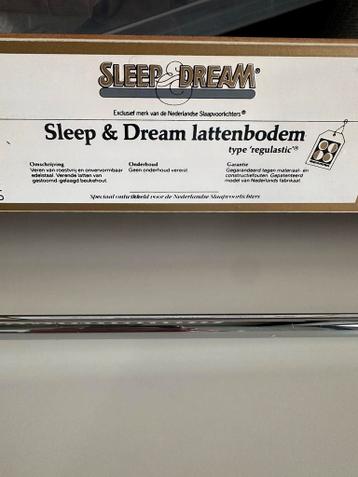 SLEEP & DREAM®
Exclusief merk van de Nederlandse Slaapvoorlichters®
Sleep & Dream lattenbodem
type 'regulastic'®
Omschrijving
Veren van roestvrij en onvervormbaar
edelstaal. Verende latten van
gestoomd, gelaagd beukehout.
Onderhoud
Geen onderhoud vereist
Garantie
Gegarandeerd tegen materiaal- en
constructiefouten. Gepatenteerd
model van Nederlands fabrikaat.
Speciaal ontwikkeld voor de Nederlandse Slaapvoorlichters